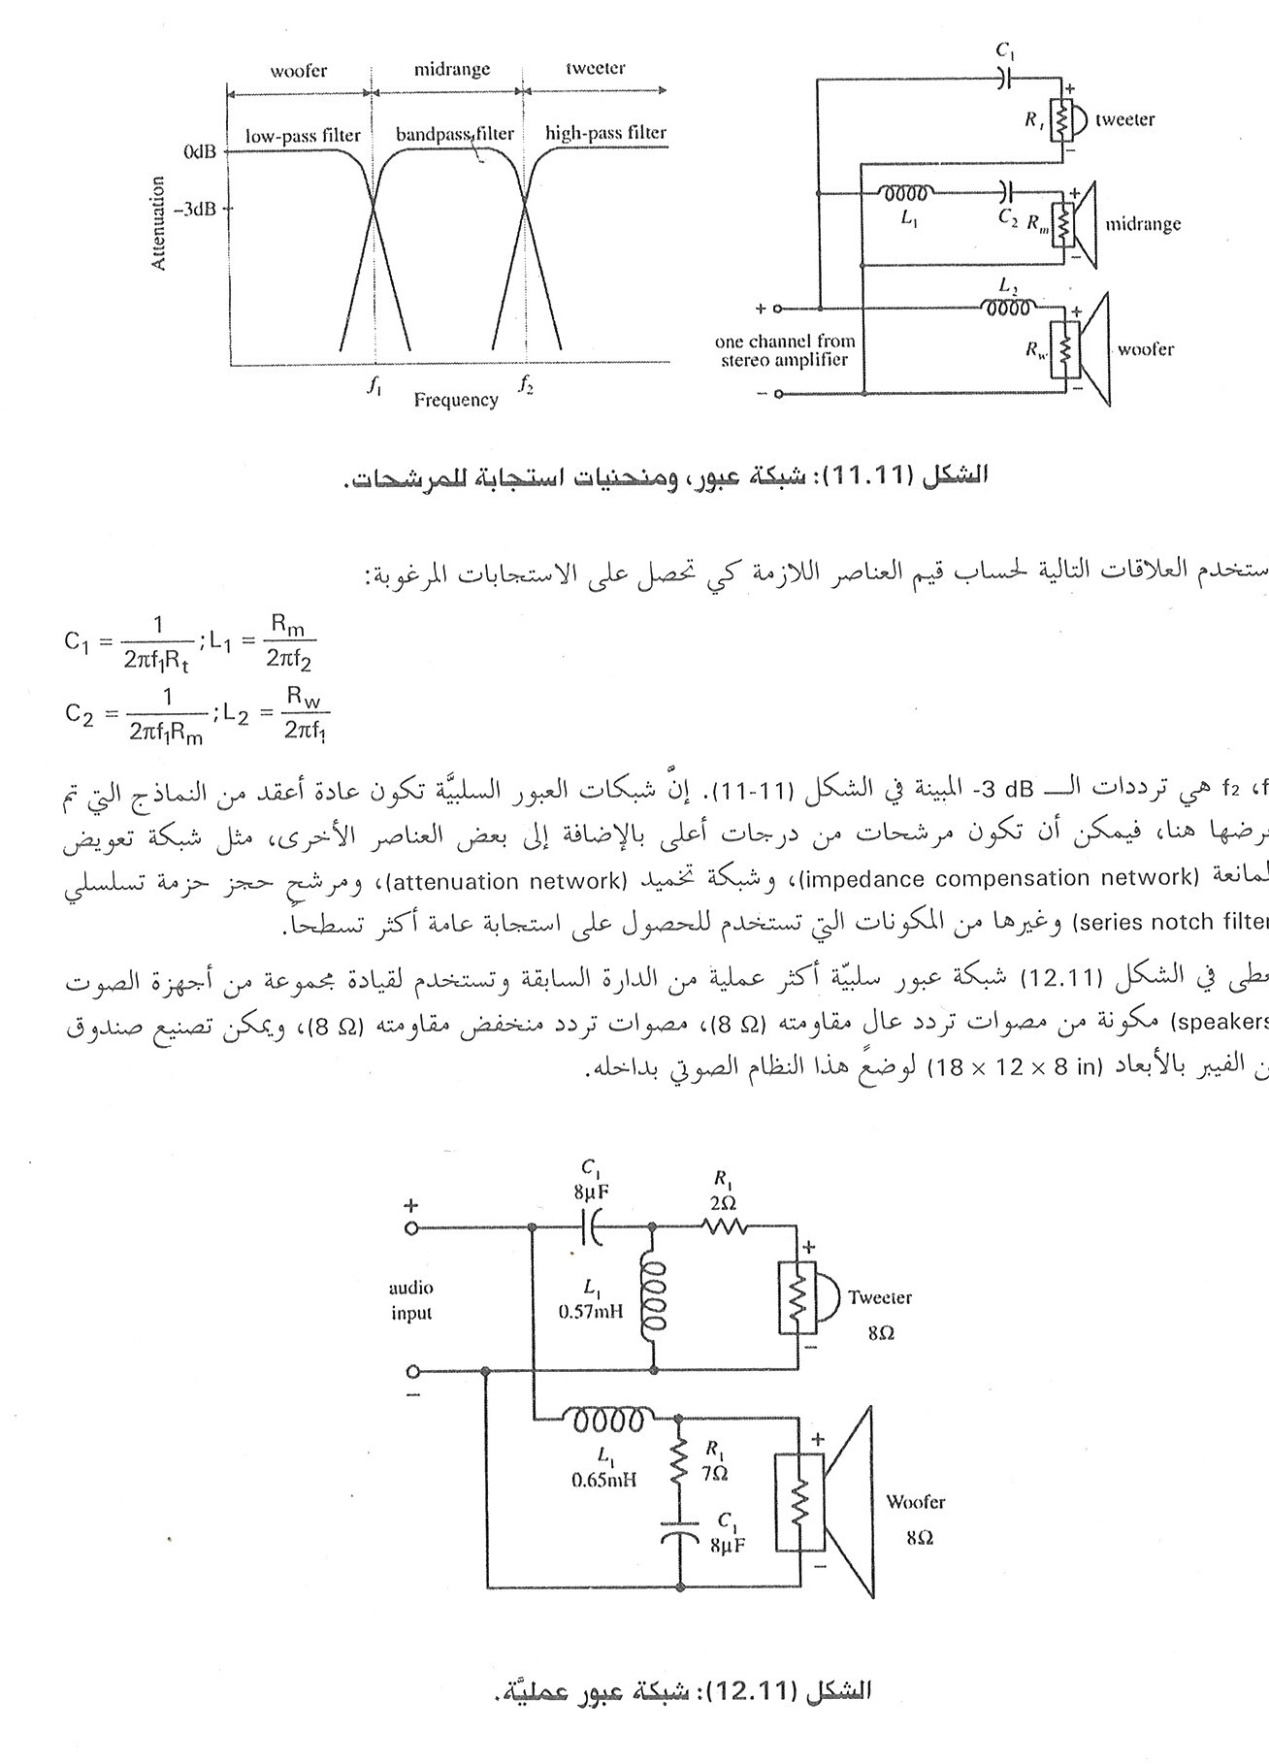 woofer midrange tweeter
low-pass filter bandpass filter high-pass filter
0dB
−3dB
Attenuation
f₁ f₂
Frequency
C₁
+
Rₜ tweeter
−
L₁ C₂ Rₘ + midrange
−
L₂
+ +
one channel from
stereo amplifier
R_w woofer
− −
الشكل (11.11): شبكة عبور، ومنحنيات استجابة للمرشحات.
ستخدم العلاقات التالية لحساب قيم العناصر اللازمة كي تحصل على الاستجابات المرغوبة:
C₁ = 1/(2πf₁Rₜ) ; L₁ = Rₘ/(2πf₂)
C₂ = 1/(2πf₁Rₘ) ; L₂ = R_w/(2πf₁)
f₂ ،f هي ترددات الـ -3 dB المبينة في الشكل (11-11). إنَّ شبكات العبور السلبيَّة تكون عادة أعقد من النماذج التي تم
رضها هنا، فيمكن أن تكون مرشحات من درجات أعلى بالإضافة إلى بعض العناصر الأخرى، مثل شبكة تعويض
لممانعة (impedance compensation network)، وشبكة تخميد (attenuation network)، ومرشح حجز حزمة تسلسلي
series notch filter) وغيرها من المكونات التي تستخدم للحصول على استجابة عامة أكثر تسطحاً.
عطى في الشكل (12.11) شبكة عبور سلبيّة أكثر عملية من الدارة السابقة وتستخدم لقيادة مجموعة من أجهزة الصوت
speakers) مكونة من مصوات تردد عال مقاومته (8 Ω)، مصوات تردد منخفض مقاومته (8 Ω)، ويمكن تصنيع صندوق
ن الفيبر بالأبعاد (18 × 12 × 8 in) لوضع هذا النظام الصوتي بداخله.
C₁
8µF
R₁
2Ω
+
+
audio
input
L₁
0.57mH
Tweeter
8Ω
−
−
L₁
0.65mH
R₁
7Ω
C₁
8µF
+
Woofer
8Ω
−
الشكل (12.11): شبكة عبور عمليَّة.